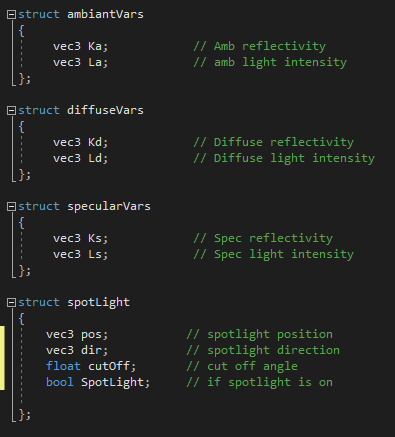 struct ambiantVars
{
vec3 Ka; // Amb reflectivity
vec3 La; // amb light intensity
};
struct diffuseVars
{
vec3 Kd; // Diffuse reflectivity
vec3 Ld; // Diffuse light intensity
};
struct specularVars
{
vec3 Ks; // Spec reflectivity
vec3 Ls; // Spec light intensity
};
struct spotLight
{
vec3 pos; // spotlight position
vec3 dir; // spotlight direction
float cutOff; // cut off angle
bool SpotLight; // if spotlight is on
};